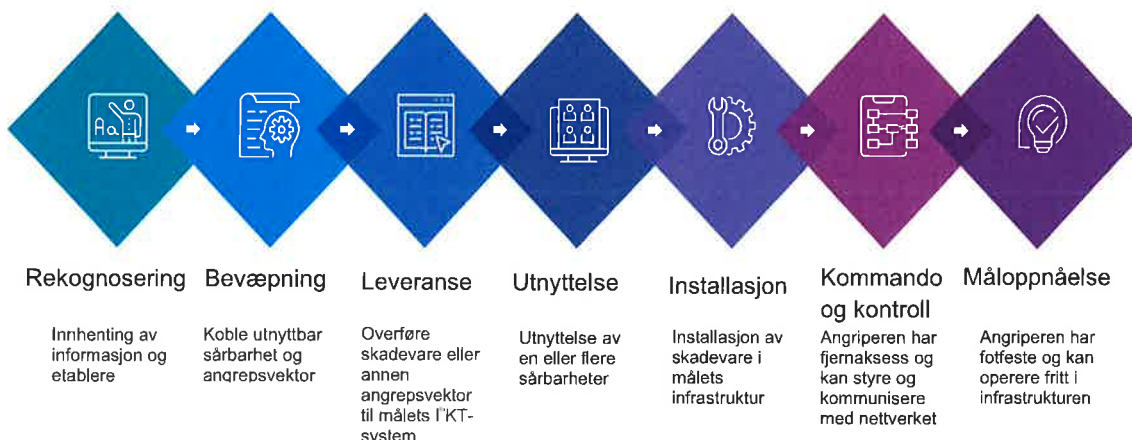 Aα
Rekognosering
Innhenting av
informasjon og
etablere
Bevæpning
Koble utnyttbar
sårbarhet og
angrepsvektor
Leveranse
Overføre
skadevare eller
annen
angrepsvektor
til målets IKT-
system
Utnyttelse
Utnyttelse av
en eller flere
sårbarheter
Installasjon
Installasjon av
skadevare i
målets
infrastruktur
Kommando
og kontroll
Angriperen har
fjernaksess og
kan styre og
kommunisere
med nettverket
Måloppnåelse
Angriperen har
fotfeste og kan
operere fritt i
infrastrukturen